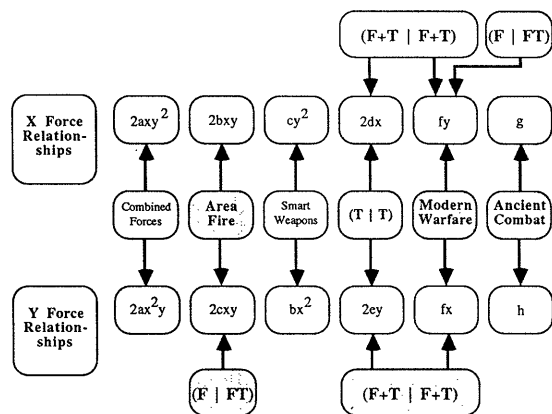 (F+T | F+T) (F | FT)
X Force
Relation-
ships
2axy² 2bxy cy² 2dx fy g
Combined
Forces
Area
Fire
Smart
Weapons
(T | T)
Modern
Warfare
Ancient
Combat
Y Force
Relation-
ships
2ax²y 2cxy bx² 2ey fx h
(F | FT) (F+T | F+T)